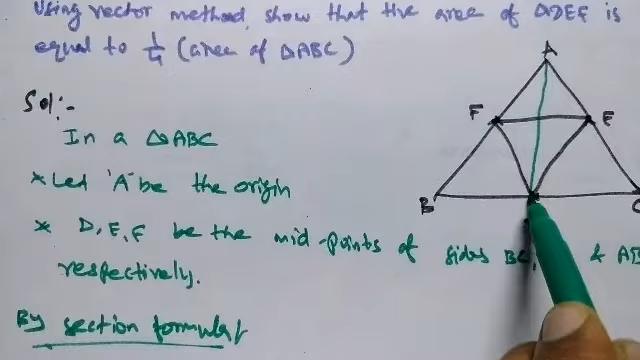 Using vector method, show that the area of ΔDEF is
equal to 1/4 (area of ΔABC)
Sol:-
In a ΔABC
* Let 'A' be the origin
* D, E, F be the mid-points of sides BC, & AB
respectively.
By section formula,
A
F
E
B
C